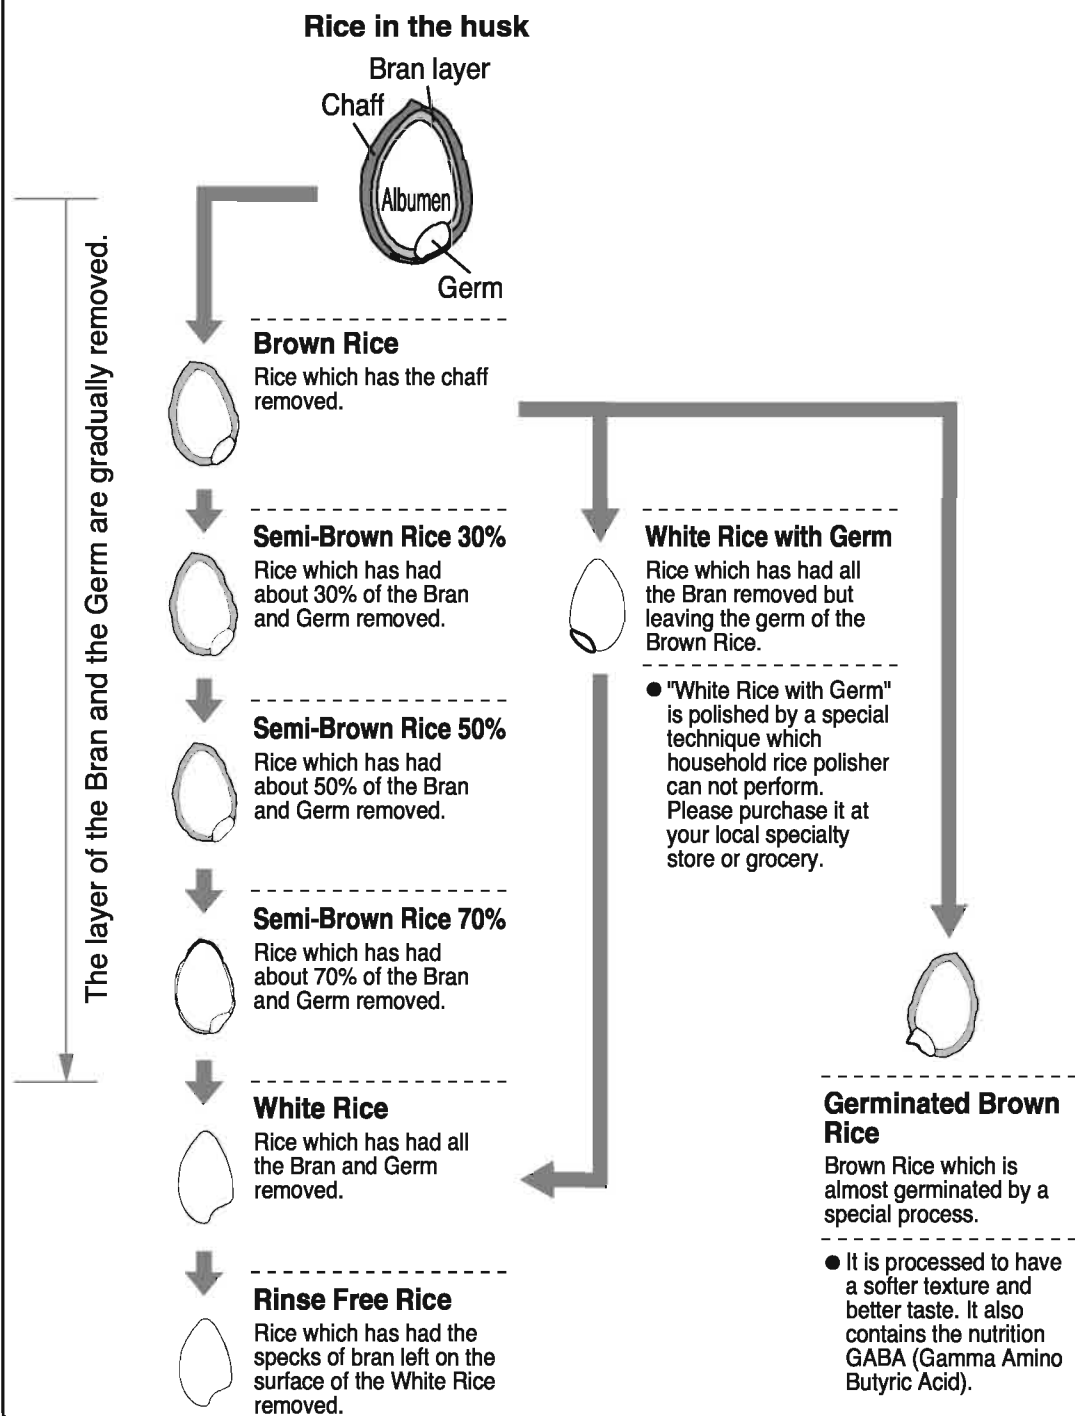 Rice in the husk
Bran layer
Chaff
Albumen
Germ
The layer of the Bran and the Germ are gradually removed.
Brown Rice
Rice which has the chaff
removed.
Semi-Brown Rice 30%
Rice which has had
about 30% of the Bran
and Germ removed.
Semi-Brown Rice 50%
Rice which has had
about 50% of the Bran
and Germ removed.
Semi-Brown Rice 70%
Rice which has had
about 70% of the Bran
and Germ removed.
White Rice
Rice which has had all
the Bran and Germ
removed.
Rinse Free Rice
Rice which has had the
specks of bran left on the
surface of the White Rice
removed.
White Rice with Germ
Rice which has had all
the Bran removed but
leaving the germ of the
Brown Rice.
● "White Rice with Germ"
is polished by a special
technique which
household rice polisher
can not perform.
Please purchase it at
your local specialty
store or grocery.
Germinated Brown
Rice
Brown Rice which is
almost germinated by a
special process.
● It is processed to have
a softer texture and
better taste. It also
contains the nutrition
GABA (Gamma Amino
Butyric Acid).